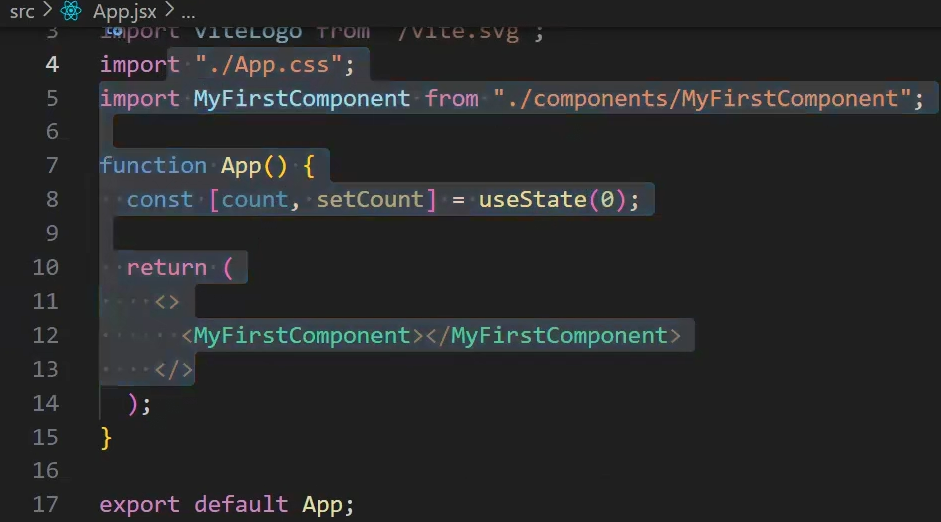 src > App.jsx > ...
3 import viteLogo from "/vite.svg";
4 import "./App.css";
5 import MyFirstComponent from "./components/MyFirstComponent";
6
7 function App() {
8 const [count, setCount] = useState(0);
9
10 return (
11 <>
12 <MyFirstComponent></MyFirstComponent>
13 </>
14 );
15 }
16
17 export default App;